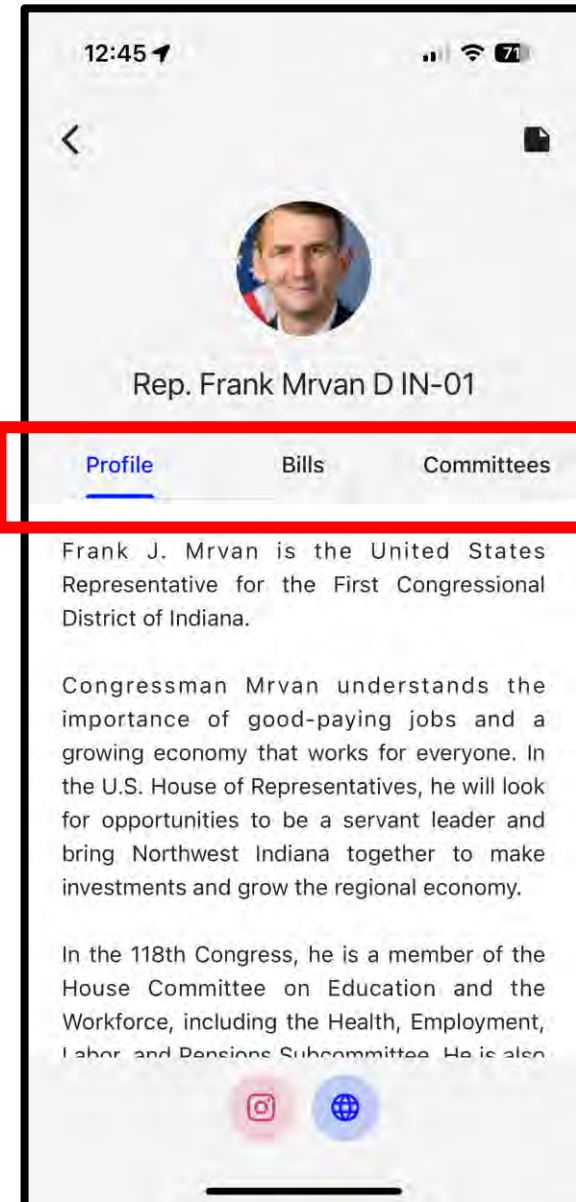 12:45
71
Rep. Frank Mrvan D IN-01
Profile Bills Committees
Frank J. Mrvan is the United States
Representative for the First Congressional
District of Indiana.
Congressman Mrvan understands the
importance of good-paying jobs and a
growing economy that works for everyone. In
the U.S. House of Representatives, he will look
for opportunities to be a servant leader and
bring Northwest Indiana together to make
investments and grow the regional economy.
In the 118th Congress, he is a member of the
House Committee on Education and the
Workforce, including the Health, Employment,
Labor, and Pensions Subcommittee. He is also